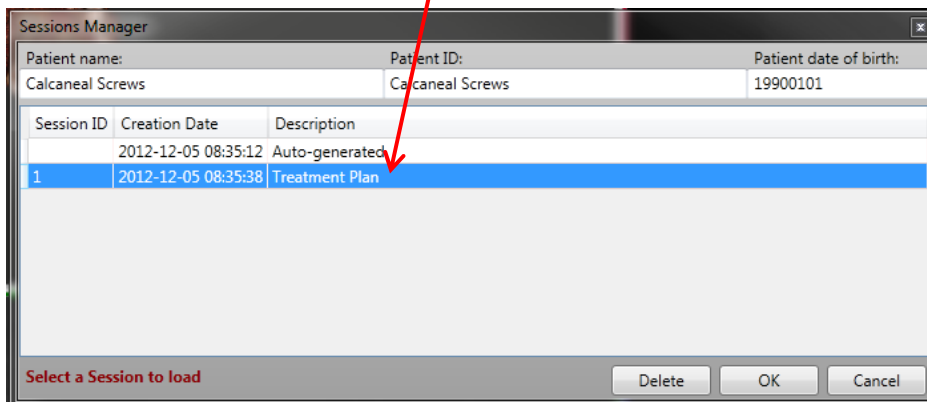 Sessions Manager
x
Patient name: Patient ID: Patient date of birth:
Calcaneal Screws Calcaneal Screws 19900101
Session ID Creation Date Description
2012-12-05 08:35:12 Auto-generated
1 2012-12-05 08:35:38 Treatment Plan
Select a Session to load Delete OK Cancel